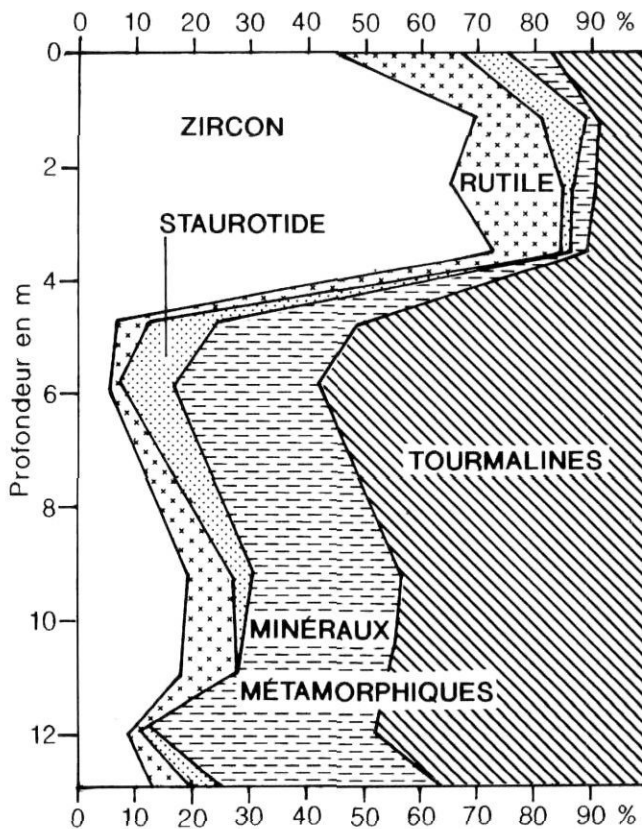 0 10 20 30 40 50 60 70 80 90 %
0
ZIRCON
2
RUTILE
STAUROTIDE
4
Profondeur en m
6
TOURMALINES
8
10
MINÉRAUX
MÉTAMORPHIQUES
12
0 10 20 30 40 50 60 70 80 90 %